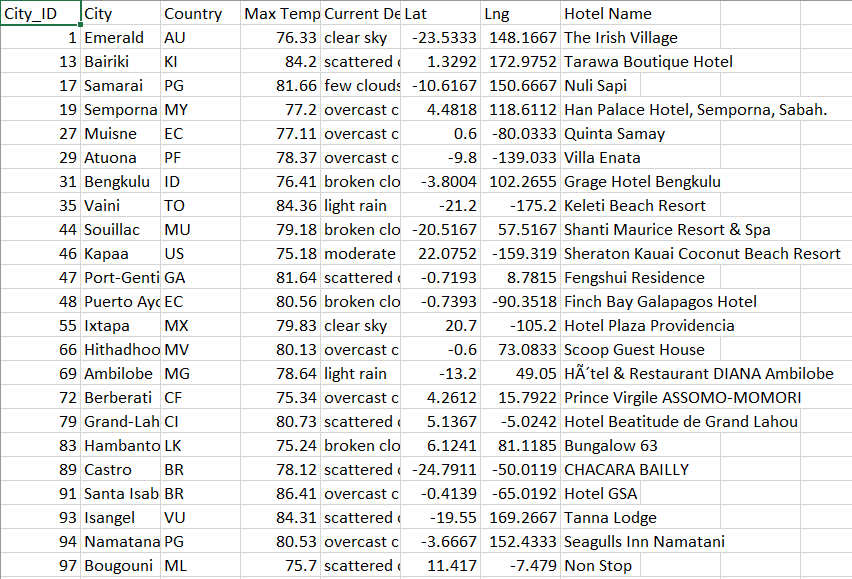 City_ID City Country Max Temp Current De Lat Lng Hotel Name
1 Emerald AU 76.33 clear sky -23.5333 148.1667 The Irish Village
13 Bairiki KI 84.2 scattered c 1.3292 172.9752 Tarawa Boutique Hotel
17 Samarai PG 81.66 few clouds -10.6167 150.6667 Nuli Sapi
19 Semporna MY 77.2 overcast c 4.4818 118.6112 Han Palace Hotel, Semporna, Sabah.
27 Muisne EC 77.11 overcast c 0.6 -80.0333 Quinta Samay
29 Atuona PF 78.37 overcast c -9.8 -139.033 Villa Enata
31 Bengkulu ID 76.41 broken clo -3.8004 102.2655 Grage Hotel Bengkulu
35 Vaini TO 84.36 light rain -21.2 -175.2 Keleti Beach Resort
44 Souillac MU 79.18 broken clo -20.5167 57.5167 Shanti Maurice Resort & Spa
46 Kapaa US 75.18 moderate 22.0752 -159.319 Sheraton Kauai Coconut Beach Resort
47 Port-Genti GA 81.64 scattered c -0.7193 8.7815 Fengshui Residence
48 Puerto Ayo EC 80.56 broken clo -0.7393 -90.3518 Finch Bay Galapagos Hotel
55 Ixtapa MX 79.83 clear sky 20.7 -105.2 Hotel Plaza Providencia
66 Hithadhoo MV 80.13 overcast c -0.6 73.0833 Scoop Guest House
69 Ambilobe MG 78.64 light rain -13.2 49.05 HÃ´tel & Restaurant DIANA Ambilobe
72 Berberati CF 75.34 overcast c 4.2612 15.7922 Prince Virgile ASSOMO-MOMORI
79 Grand-Lah CI 80.73 scattered c 5.1367 -5.0242 Hotel Beatitude de Grand Lahou
83 Hambanto LK 75.24 broken clo 6.1241 81.1185 Bungalow 63
89 Castro BR 78.12 scattered c -24.7911 -50.0119 CHACARA BAILLY
91 Santa Isab BR 86.41 overcast c -0.4139 -65.0192 Hotel GSA
93 Isangel VU 84.31 scattered c -19.55 169.2667 Tanna Lodge
94 Namatana PG 80.53 overcast c -3.6667 152.4333 Seagulls Inn Namatani
97 Bougouni ML 75.7 scattered c 11.417 -7.479 Non Stop